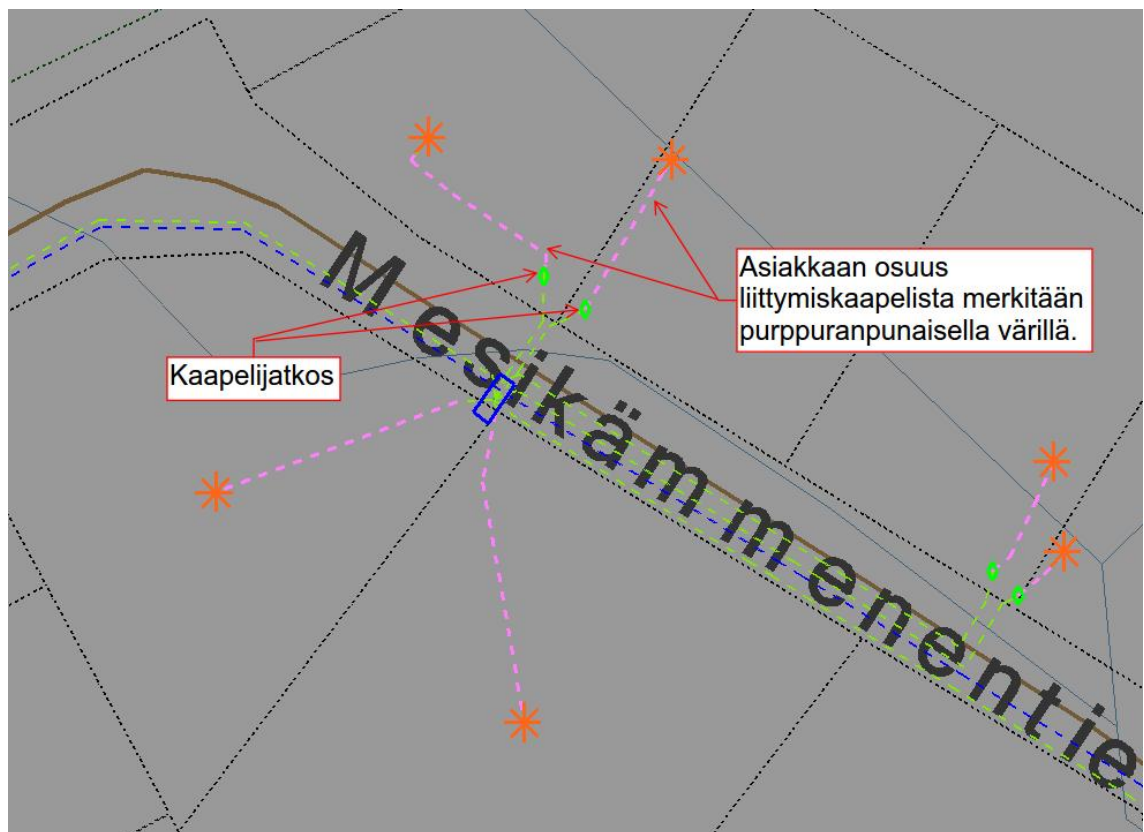 Mesikämmenentie
Asiakkaan osuus
liittymiskaapelista merkitään
purppuranpunaisella värillä.
Kaapelijatkos